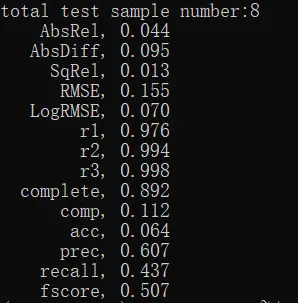 total test sample number:8
AbsRel, 0.044
AbsDiff, 0.095
SqRel, 0.013
RMSE, 0.155
LogRMSE, 0.070
r1, 0.976
r2, 0.994
r3, 0.998
complete, 0.892
comp, 0.112
acc, 0.064
prec, 0.607
recall, 0.437
fscore, 0.507